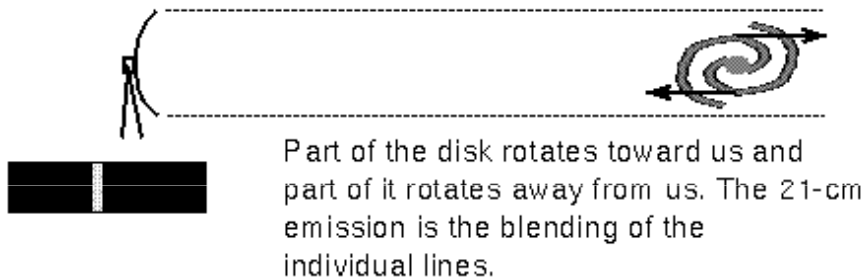 Part of the disk rotates toward us and
part of it rotates away from us. The 21-cm
emission is the blending of the
individual lines.